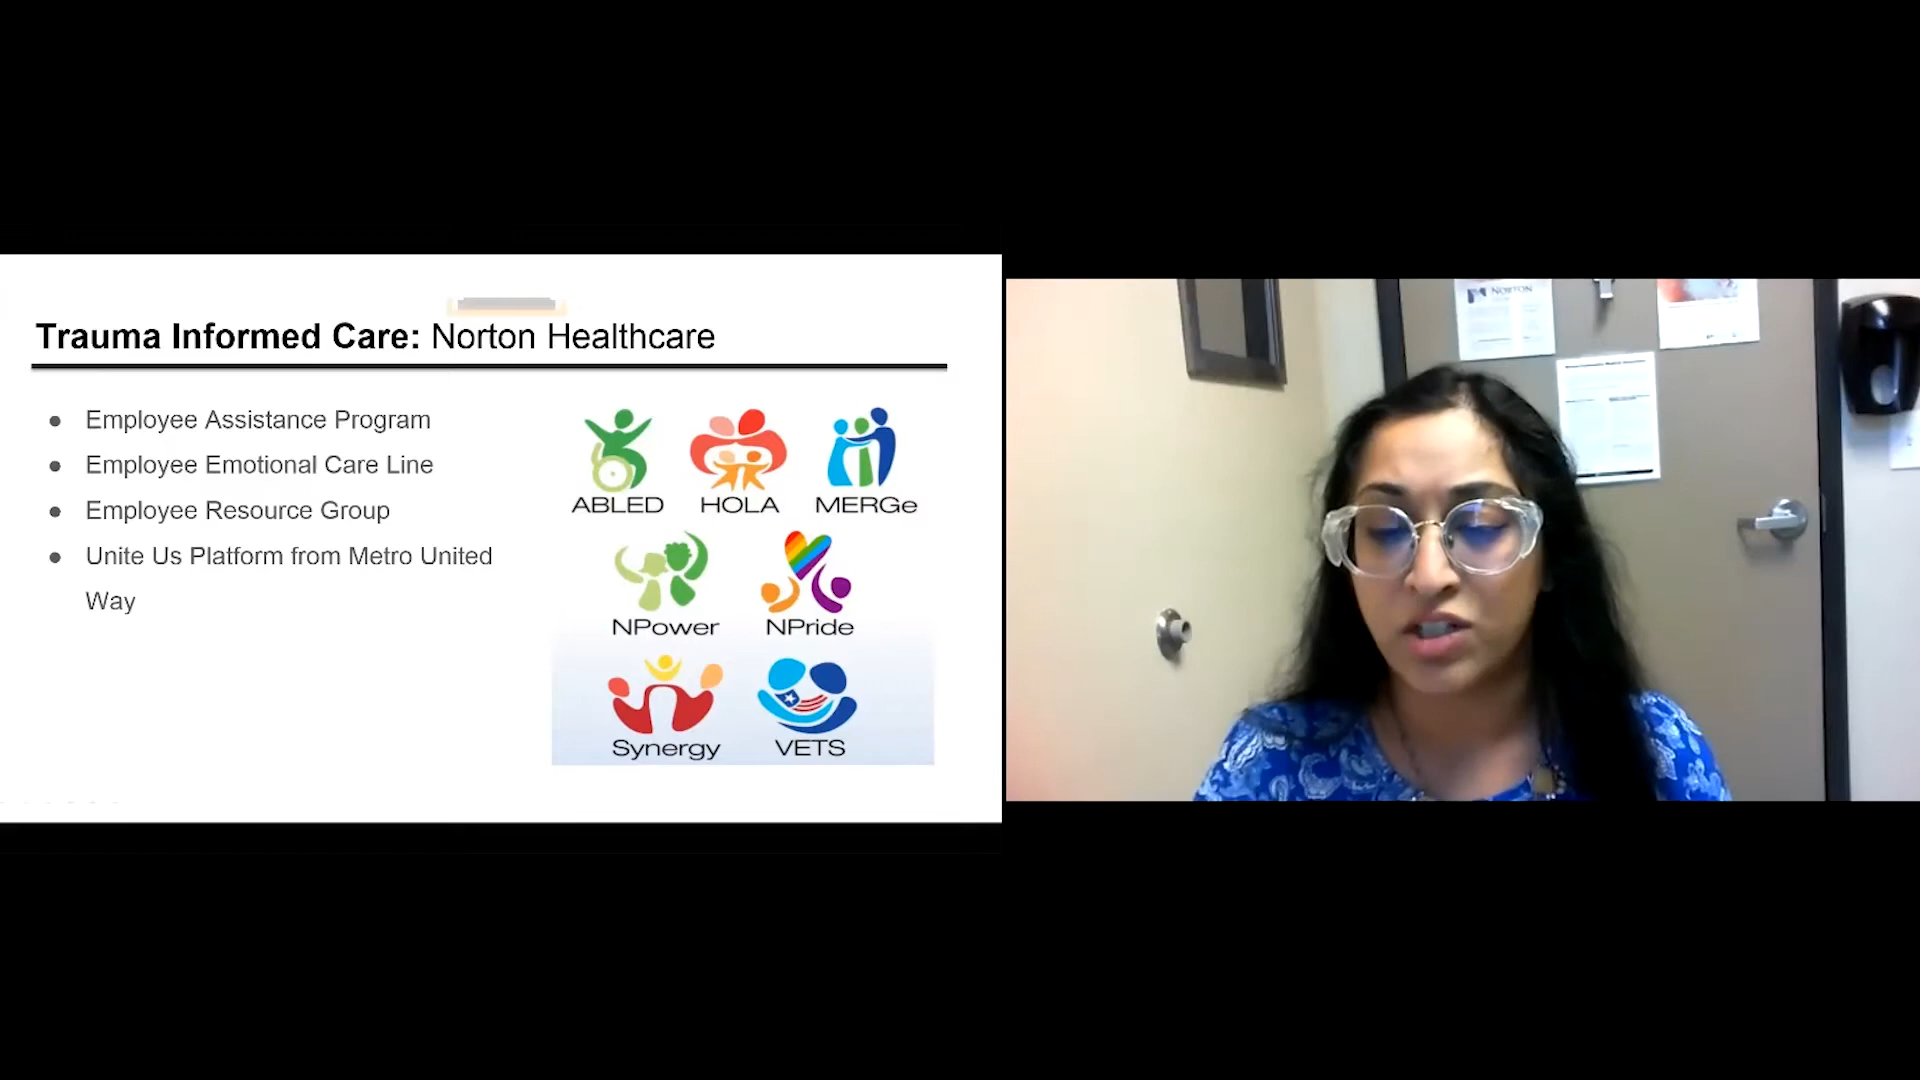 Trauma Informed Care: Norton Healthcare
● Employee Assistance Program
● Employee Emotional Care Line
● Employee Resource Group
● Unite Us Platform from Metro United
Way
ABLED HOLA MERGe
NPower NPride
Synergy VETS
NORTON